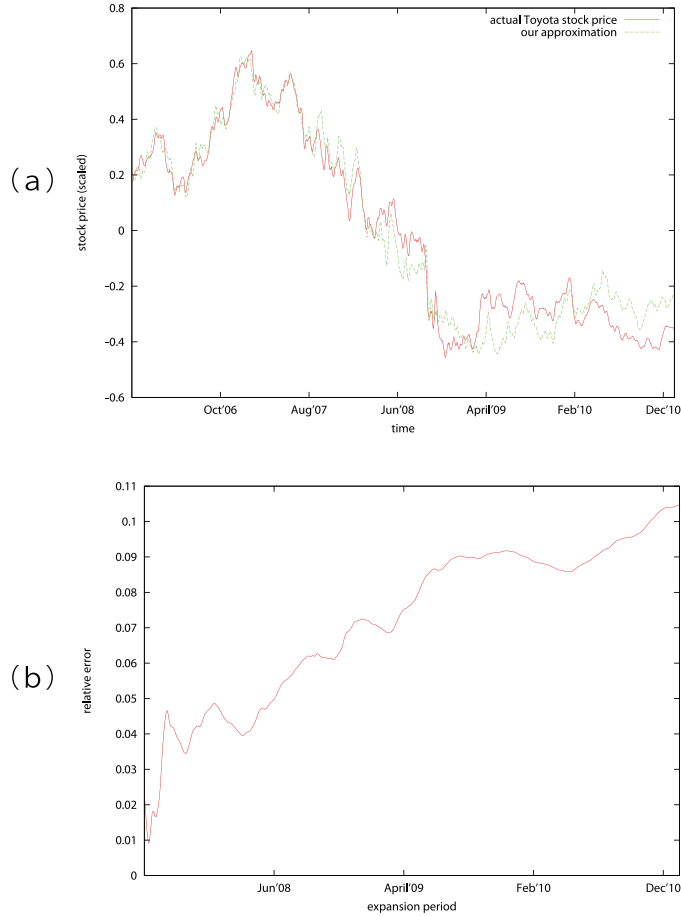 (a)
0.8
0.6
0.4
0.2
0
−0.2
−0.4
−0.6
stock price (scaled)
actual Toyota stock price
our approximation
Oct'06
Aug'07
Jun'08
April'09
Feb'10
Dec'10
time
(b)
0.11
0.1
0.09
0.08
0.07
0.06
0.05
0.04
0.03
0.02
0.01
0
relative error
Jun'08
April'09
Feb'10
Dec'10
expansion period